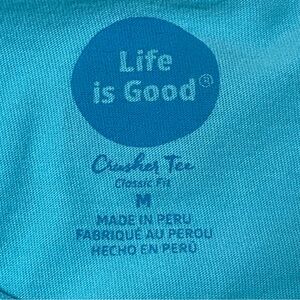 Life
is Good®
Crusher Tee
Classic Fit
M
MADE IN PERU
FABRIQUÉ AU PEROU
HECHO EN PERÚ